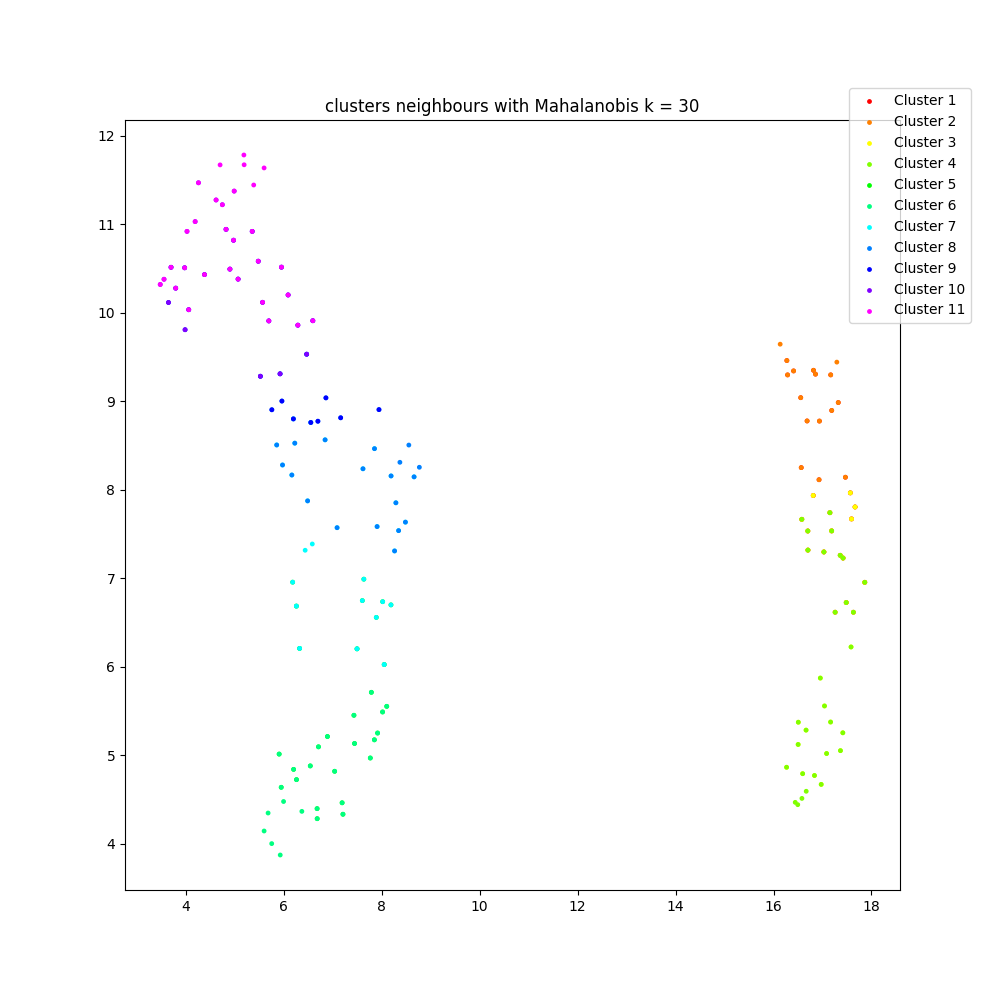 clusters neighbours with Mahalanobis k = 30
Cluster 1
Cluster 2
Cluster 3
Cluster 4
Cluster 5
Cluster 6
Cluster 7
Cluster 8
Cluster 9
Cluster 10
Cluster 11
12
11
10
9
8
7
6
5
4
4 6 8 10 12 14 16 18